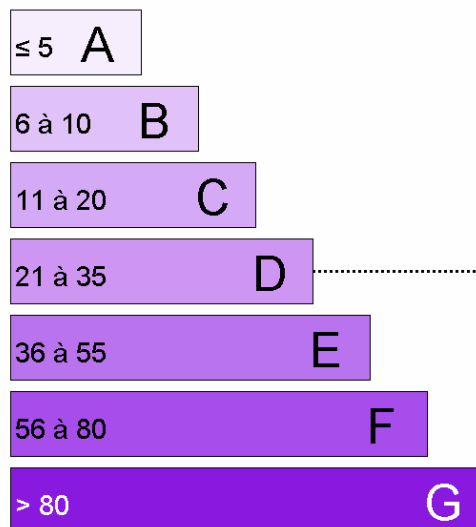 ≤ 5 A
6 à 10 B
11 à 20 C
21 à 35 D
36 à 55 E
56 à 80 F
> 80 G